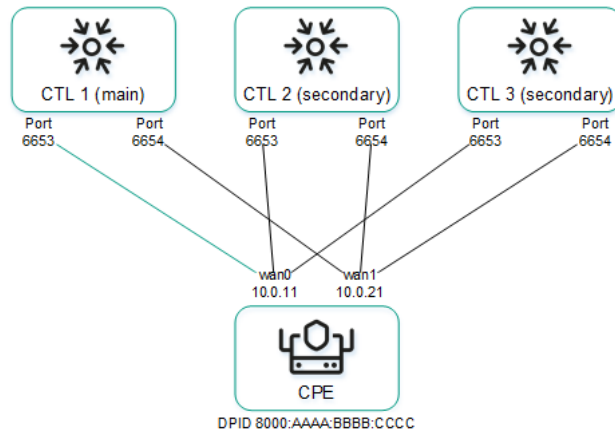 CTL 1 (main)
CTL 2 (secondary)
CTL 3 (secondary)
Port
6653
Port
6654
Port
6653
Port
6654
Port
6653
Port
6654
wan0
10.0.11
wan1
10.0.21
CPE
DPID 8000:AAAA:BBBB:CCCC